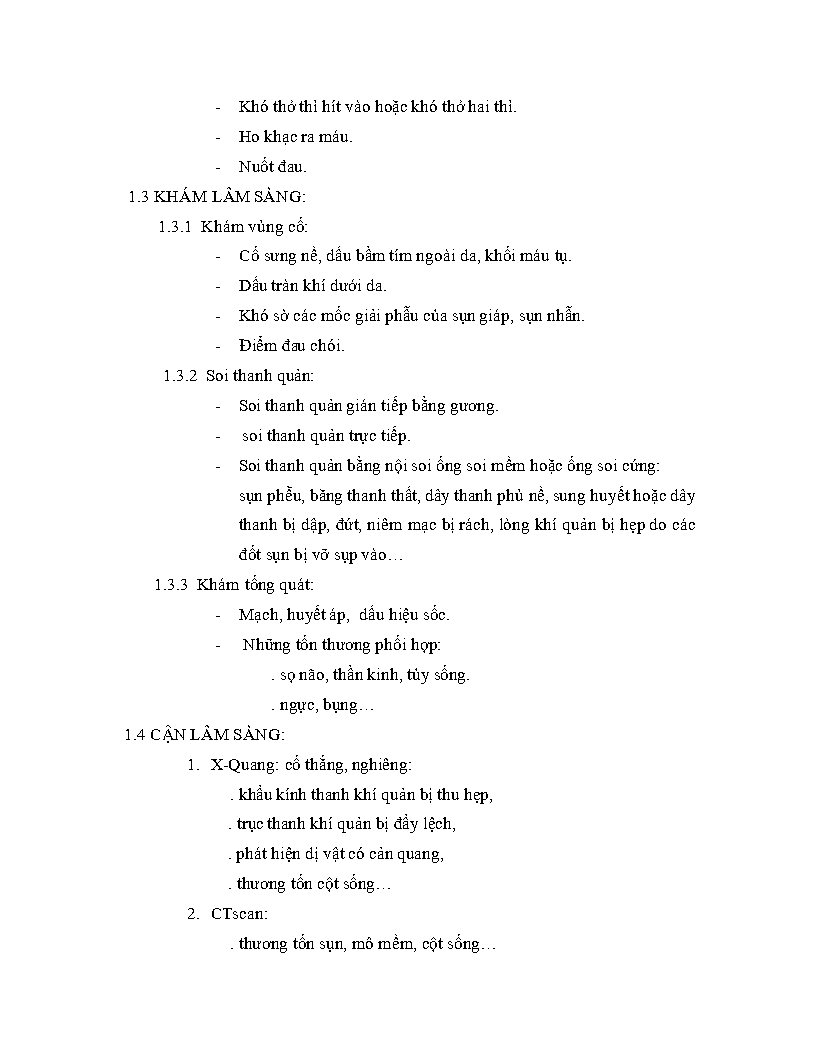 - Khó thở thì hít vào hoặc khó thở hai thì.
- Ho khạc ra máu.
- Nuốt đau.
1.3 KHÁM LÂM SÀNG:
1.3.1 Khám vùng cổ:
- Cổ sưng nề, dấu bầm tím ngoài da, khối máu tụ.
- Dấu tràn khí dưới da.
- Khó sờ các mốc giải phẫu của sụn giáp, sụn nhẫn.
- Điểm đau chói.
1.3.2 Soi thanh quản:
- Soi thanh quản gián tiếp bằng gương.
- soi thanh quản trực tiếp.
- Soi thanh quản bằng nội soi ống soi mềm hoặc ống soi cứng:
sụn phễu, băng thanh thất, dây thanh phù nề, sung huyết hoặc dây
thanh bị dập, đứt, niêm mạc bị rách, lòng khí quản bị hẹp do các
đốt sụn bị vỡ sụp vào…
1.3.3 Khám tổng quát:
- Mạch, huyết áp, dấu hiệu sốc.
- Những tổn thương phối hợp:
. sọ não, thần kinh, tủy sống.
. ngực, bụng…
1.4 CẬN LÂM SÀNG:
1. X-Quang: cổ thẳng, nghiêng:
. khẩu kính thanh khí quản bị thu hẹp,
. trục thanh khí quản bị đẩy lệch,
. phát hiện dị vật có cản quang,
. thương tổn cột sống…
2. CTscan:
. thương tổn sụn, mô mềm, cột sống…